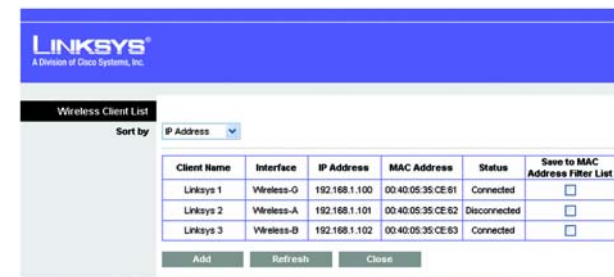 LINKSYS®
A Division of Cisco Systems, Inc.
Wireless Client List
Sort by IP Address
Client Name Interface IP Address MAC Address Status Save to MAC Address Filter List
Linksys 1 Wireless-G 192.168.1.100 00:40:05:35:CE:61 Connected
Linksys 2 Wireless-A 192.168.1.101 00:40:05:35:CE:62 Disconnected
Linksys 3 Wireless-B 192.168.1.102 00:40:05:35:CE:63 Connected
Add Refresh Close